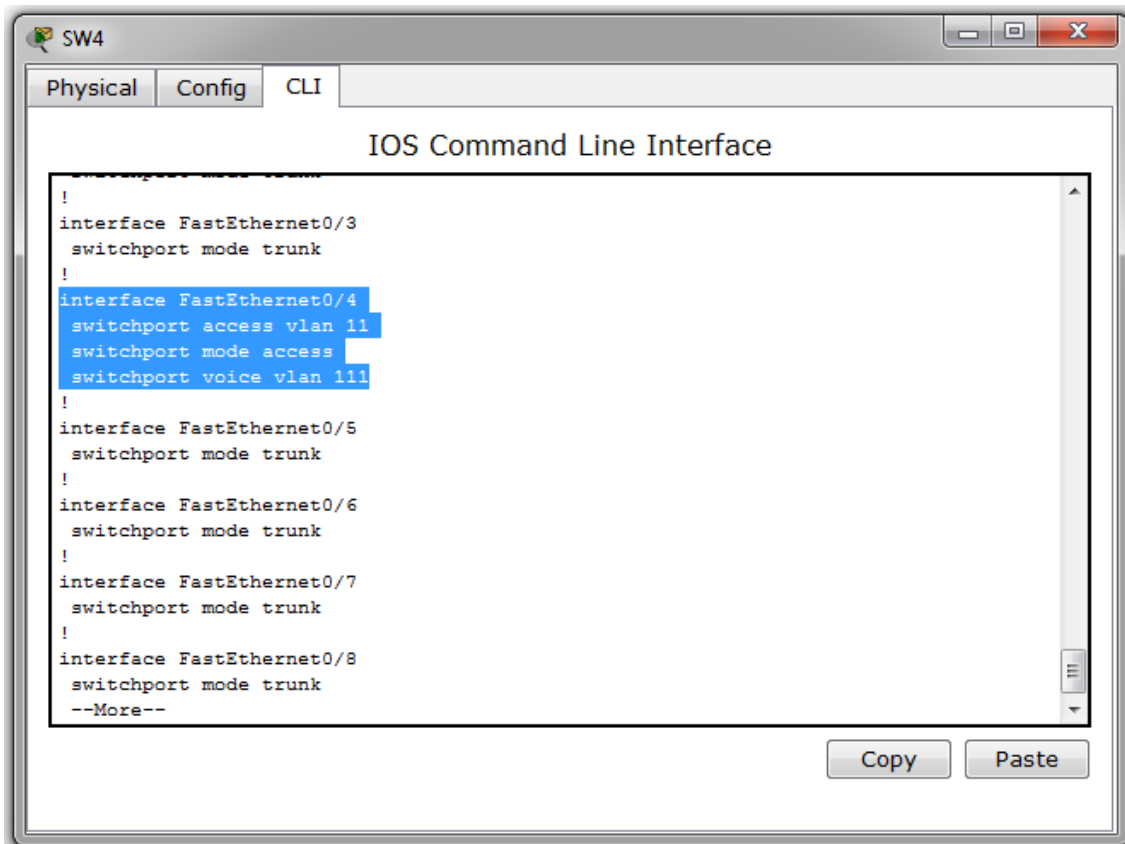 SW4
Physical Config CLI
IOS Command Line Interface
!
interface FastEthernet0/3
switchport mode trunk
!
interface FastEthernet0/4
switchport access vlan 11
switchport mode access
switchport voice vlan 111
!
interface FastEthernet0/5
switchport mode trunk
!
interface FastEthernet0/6
switchport mode trunk
!
interface FastEthernet0/7
switchport mode trunk
!
interface FastEthernet0/8
switchport mode trunk
--More--
Copy Paste